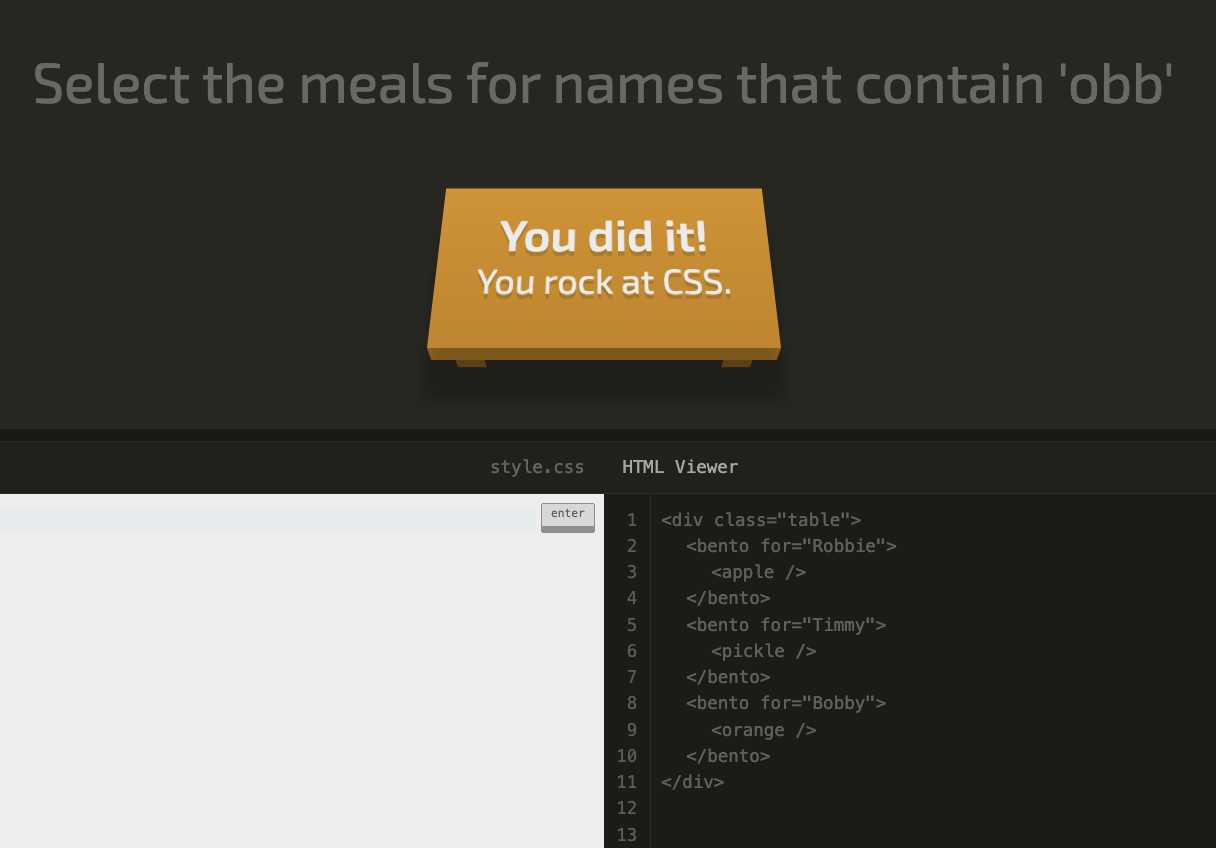 Select the meals for names that contain 'obb'
You did it!
You rock at CSS.
style.css HTML Viewer
enter
1 <div class="table">
2 <bento for="Robbie">
3 <apple />
4 </bento>
5 <bento for="Timmy">
6 <pickle />
7 </bento>
8 <bento for="Bobby">
9 <orange />
10 </bento>
11 </div>
12
13